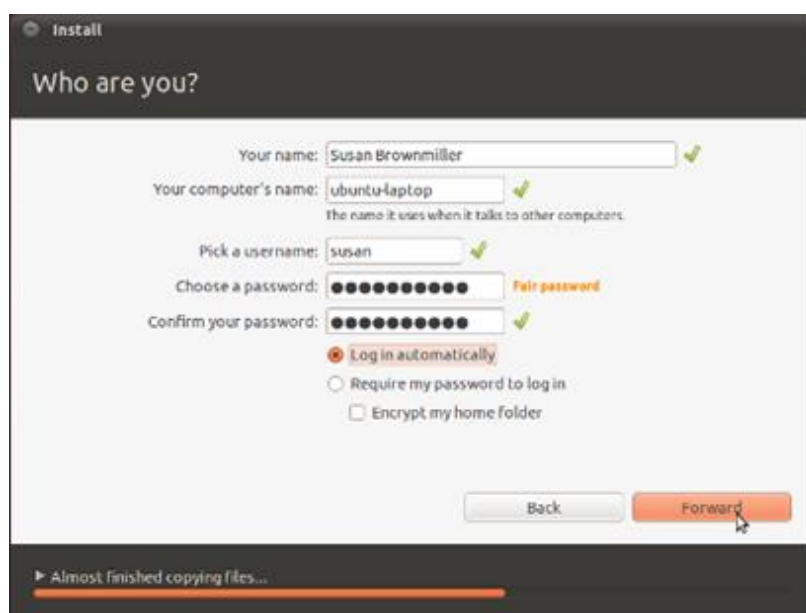 Install
Who are you?
Your name: Susan Brownmiller
Your computer's name: ubuntu-laptop
The name it uses when it talks to other computers.
Pick a username: susan
Choose a password: ●●●●●●●●●● Fair password
Confirm your password: ●●●●●●●●●●
Log in automatically
Require my password to log in
Encrypt my home folder
Back Forward
Almost finished copying files...